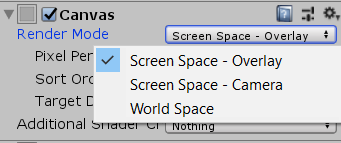 Canvas
Render Mode Screen Space - Overlay
Pixel Per
Screen Space - Overlay
Sort Ord
Screen Space - Camera
Target D
World Space
Additional Shader Cl Nothing